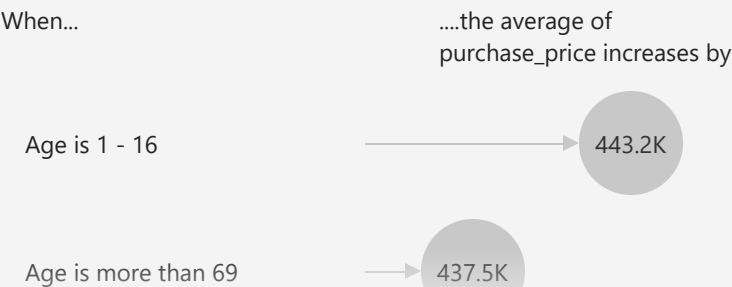 When...
....the average of
purchase_price increases by
Age is 1 - 16
443.2K
Age is more than 69
437.5K